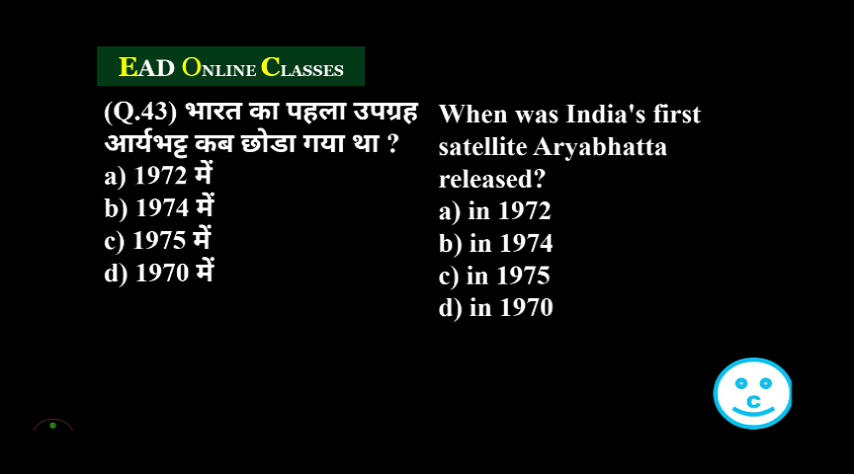 EAD ONLINE CLASSES
(Q.43) भारत का पहला उपग्रह
आर्यभट्ट कब छोडा गया था ?
a) 1972 में
b) 1974 में
c) 1975 में
d) 1970 में
When was India's first
satellite Aryabhatta
released?
a) in 1972
b) in 1974
c) in 1975
d) in 1970
c